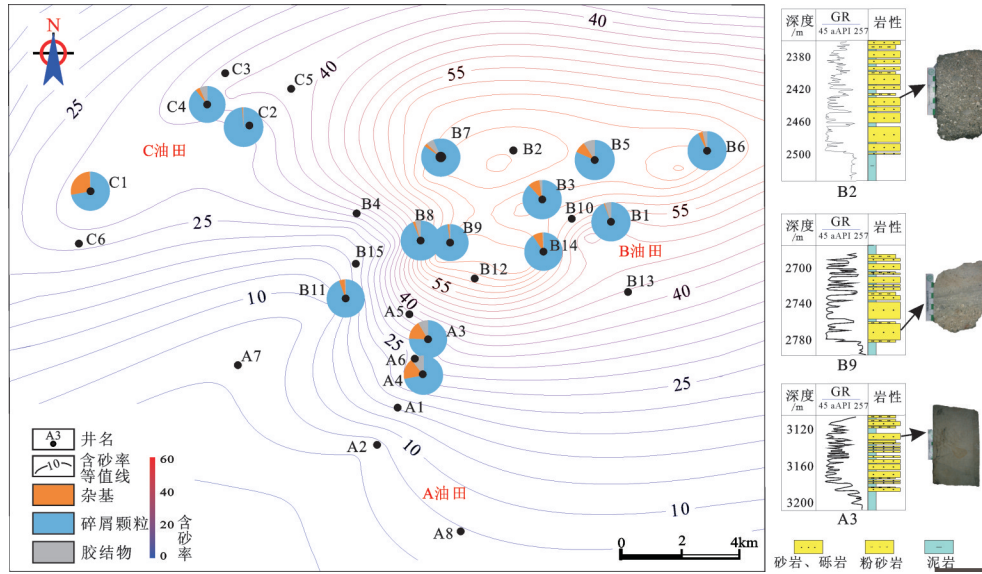 N
40
40
55
55
55
55
25
25
25
25
10
10
10
40
40
C3
C5
C4
C2
C油田
C1
C6
B7
B2
B5
B6
B3
B10
B1
B4
B8
B9
B14
B油田
B15
B12
B13
B11
A5
A3
A6
A4
A7
A1
A2
A油田
A8
A3 井名
10 含砂率
等值线
杂基
碎屑颗粒
胶结物
60
40
20
0
含砂率
0 2 4km
深度
/m
GR
45 aAPI 257
岩性
2380
2420
2460
2500
B2
深度
/m
GR
45 aAPI 257
岩性
2700
2740
2780
B9
深度
/m
GR
45 aAPI 257
岩性
3120
3160
3200
A3
砂岩、砾岩 粉砂岩 泥岩